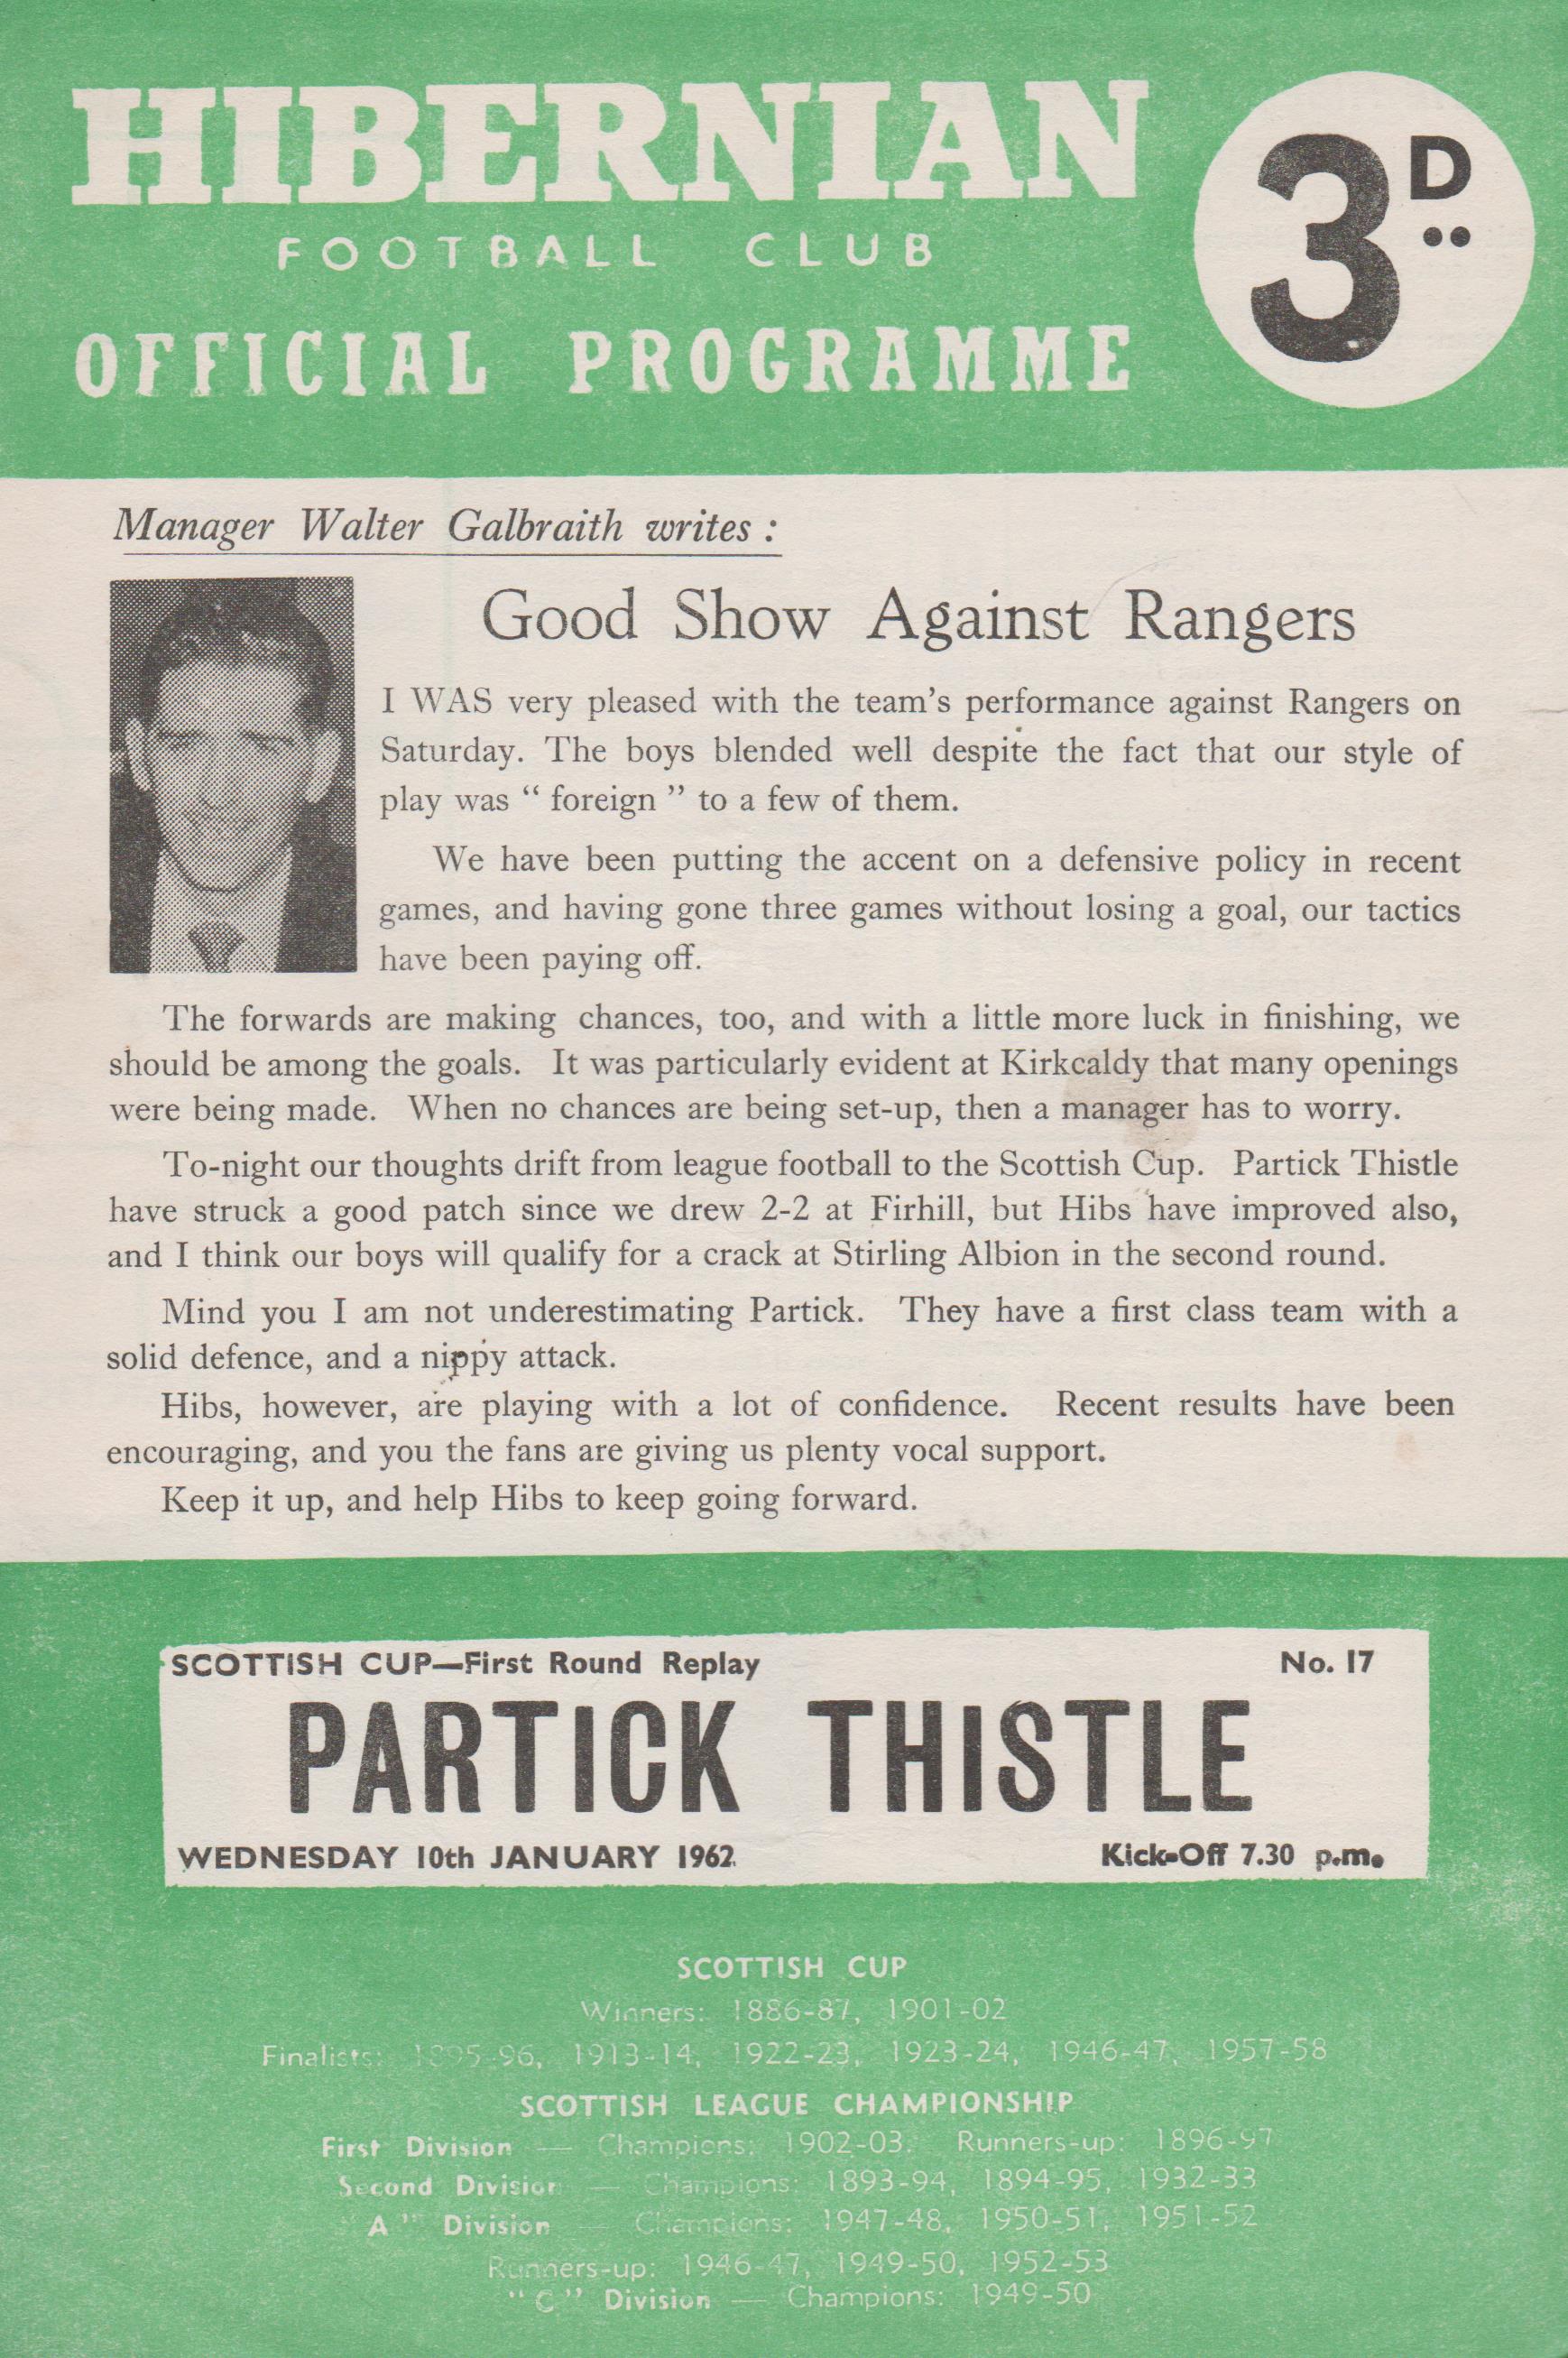 HIBERNIAN
FOOTBALL CLUB
OFFICIAL PROGRAMME
3D
Manager Walter Galbraith writes :
Good Show Against Rangers
I WAS very pleased with the team's performance against Rangers on
Saturday. The boys blended well despite the fact that our style of
play was “ foreign ” to a few of them.
We have been putting the accent on a defensive policy in recent
games, and having gone three games without losing a goal, our tactics
have been paying off.
The forwards are making chances, too, and with a little more luck in finishing, we
should be among the goals. It was particularly evident at Kirkcaldy that many openings
were being made. When no chances are being set-up, then a manager has to worry.
To-night our thoughts drift from league football to the Scottish Cup. Partick Thistle
have struck a good patch since we drew 2-2 at Firhill, but Hibs have improved also,
and I think our boys will qualify for a crack at Stirling Albion in the second round.
Mind you I am not underestimating Partick. They have a first class team with a
solid defence, and a nippy attack.
Hibs, however, are playing with a lot of confidence. Recent results have been
encouraging, and you the fans are giving us plenty vocal support.
Keep it up, and help Hibs to keep going forward.
SCOTTISH CUP—First Round Replay No. 17
PARTICK THISTLE
WEDNESDAY 10th JANUARY 1962 Kick-Off 7.30 p.m.
SCOTTISH CUP
Winners: 1886-87, 1901-02
Finalists: 1895-96, 1913-14, 1922-23, 1923-24, 1946-47, 1957-58
SCOTTISH LEAGUE CHAMPIONSHIP
First Division — Champions: 1902-03. Runners-up: 1896-97
Second Division — Champions: 1893-94, 1894-95, 1932-33
" A " Division — Champions: 1947-48, 1950-51, 1951-52
Runners-up: 1946-47, 1949-50, 1952-53
" C " Division — Champions: 1949-50